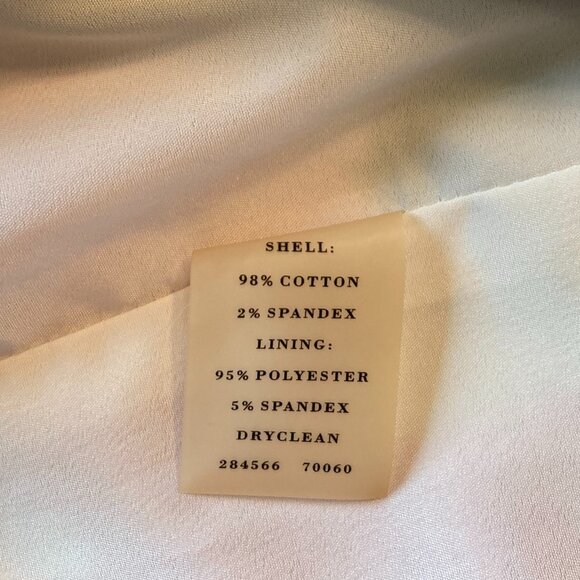 SHELL:
98% COTTON
2% SPANDEX
LINING:
95% POLYESTER
5% SPANDEX
DRYCLEAN
284566 70060